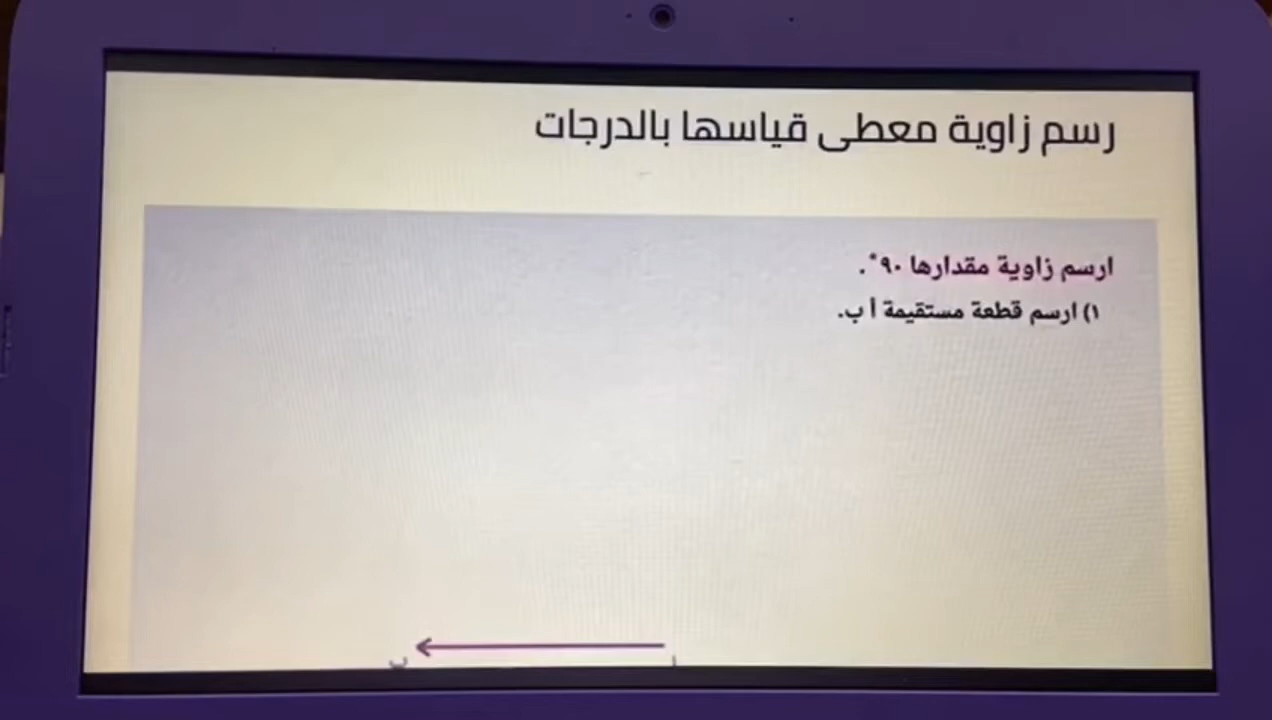 رسم زاوية معطى قياسها بالدرجات
ارسم زاوية مقدارها ٩٠°.
١) ارسم قطعة مستقيمة أ ب.
أ
ب